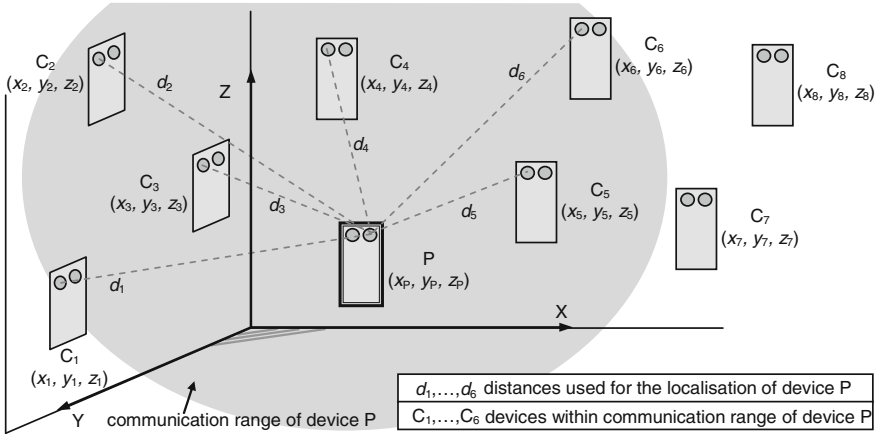 C₂
(x₂, y₂, z₂)
d₂
Z
C₄
(x₄, y₄, z₄)
d₄
d₆
C₆
(x₆, y₆, z₆)
C₈
(x₈, y₈, z₈)
C₃
(x₃, y₃, z₃)
d₃
d₅
C₅
(x₅, y₅, z₅)
C₇
(x₇, y₇, z₇)
d₁
P
(xₚ, yₚ, zₚ)
X
C₁
(x₁, y₁, z₁)
Y
communication range of device P
d₁,...,d₆ distances used for the localisation of device P
C₁,...,C₆ devices within communication range of device P